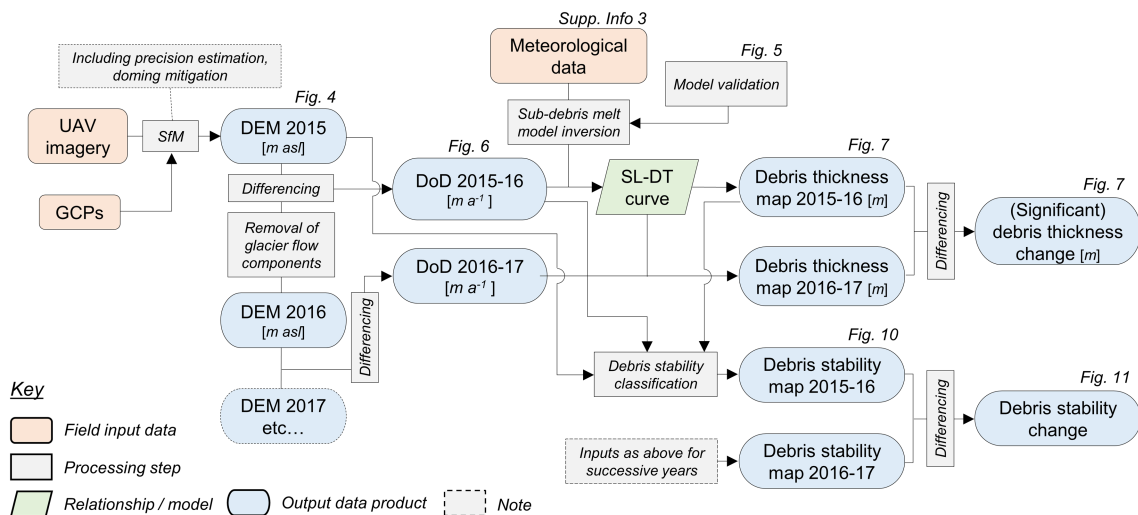 Supp. Info 3
Including precision estimation,
doming mitigation
Meteorological
data
Fig. 5
Model validation
Fig. 4
UAV
imagery
SfM
DEM 2015
[m asl]
Sub-debris melt
model inversion
Fig. 6
Fig. 7
Differencing
DoD 2015-16
[m a⁻¹ ]
SL-DT
curve
Debris thickness
map 2015-16 [m]
Fig. 7
GCPs
Removal of
glacier flow
components
Differencing
(Significant)
debris thickness
change [m]
DoD 2016-17
[m a⁻¹ ]
Debris thickness
map 2016-17 [m]
DEM 2016
[m asl]
Differencing
Fig. 10
Debris stability
classification
Debris stability
map 2015-16
Fig. 11
Key
DEM 2017
etc…
Differencing
Debris stability
change
Field input data
Inputs as above for
successive years
Debris stability
map 2016-17
Processing step
Relationship / model
Output data product
Note